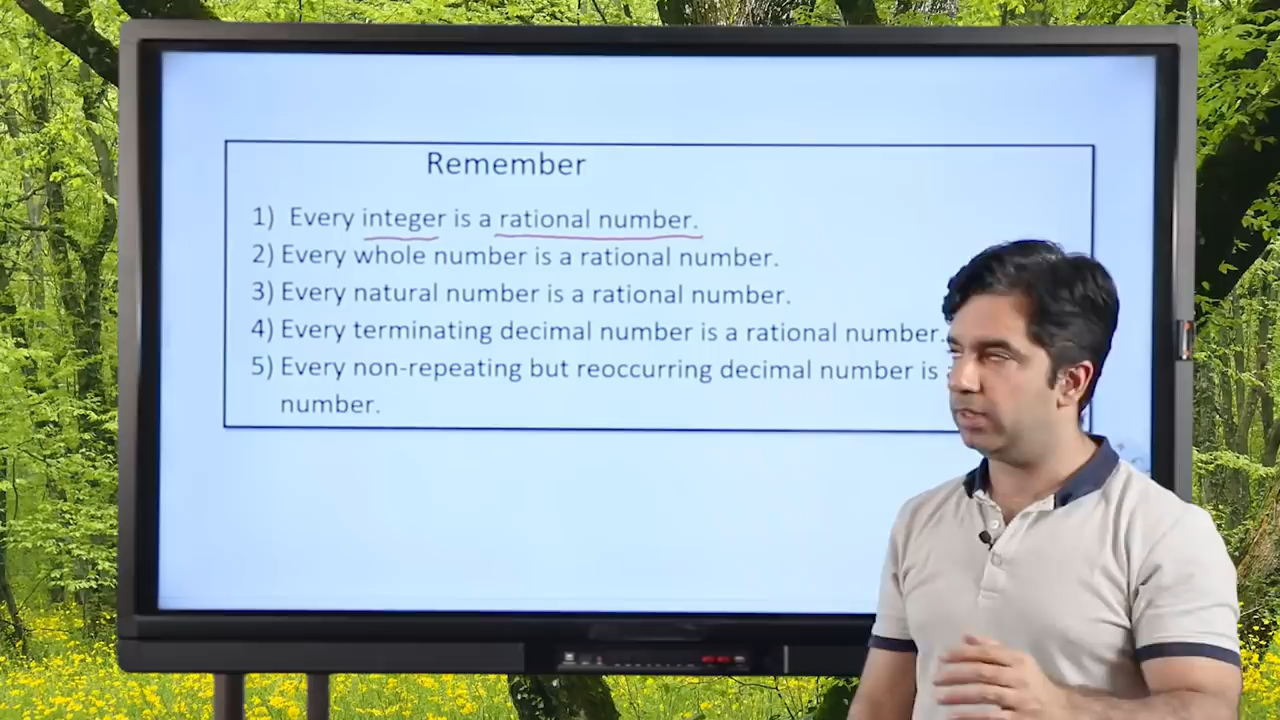 Remember
1) Every integer is a rational number.
2) Every whole number is a rational number.
3) Every natural number is a rational number.
4) Every terminating decimal number is a rational number.
5) Every non-repeating but reoccurring decimal number is
number.